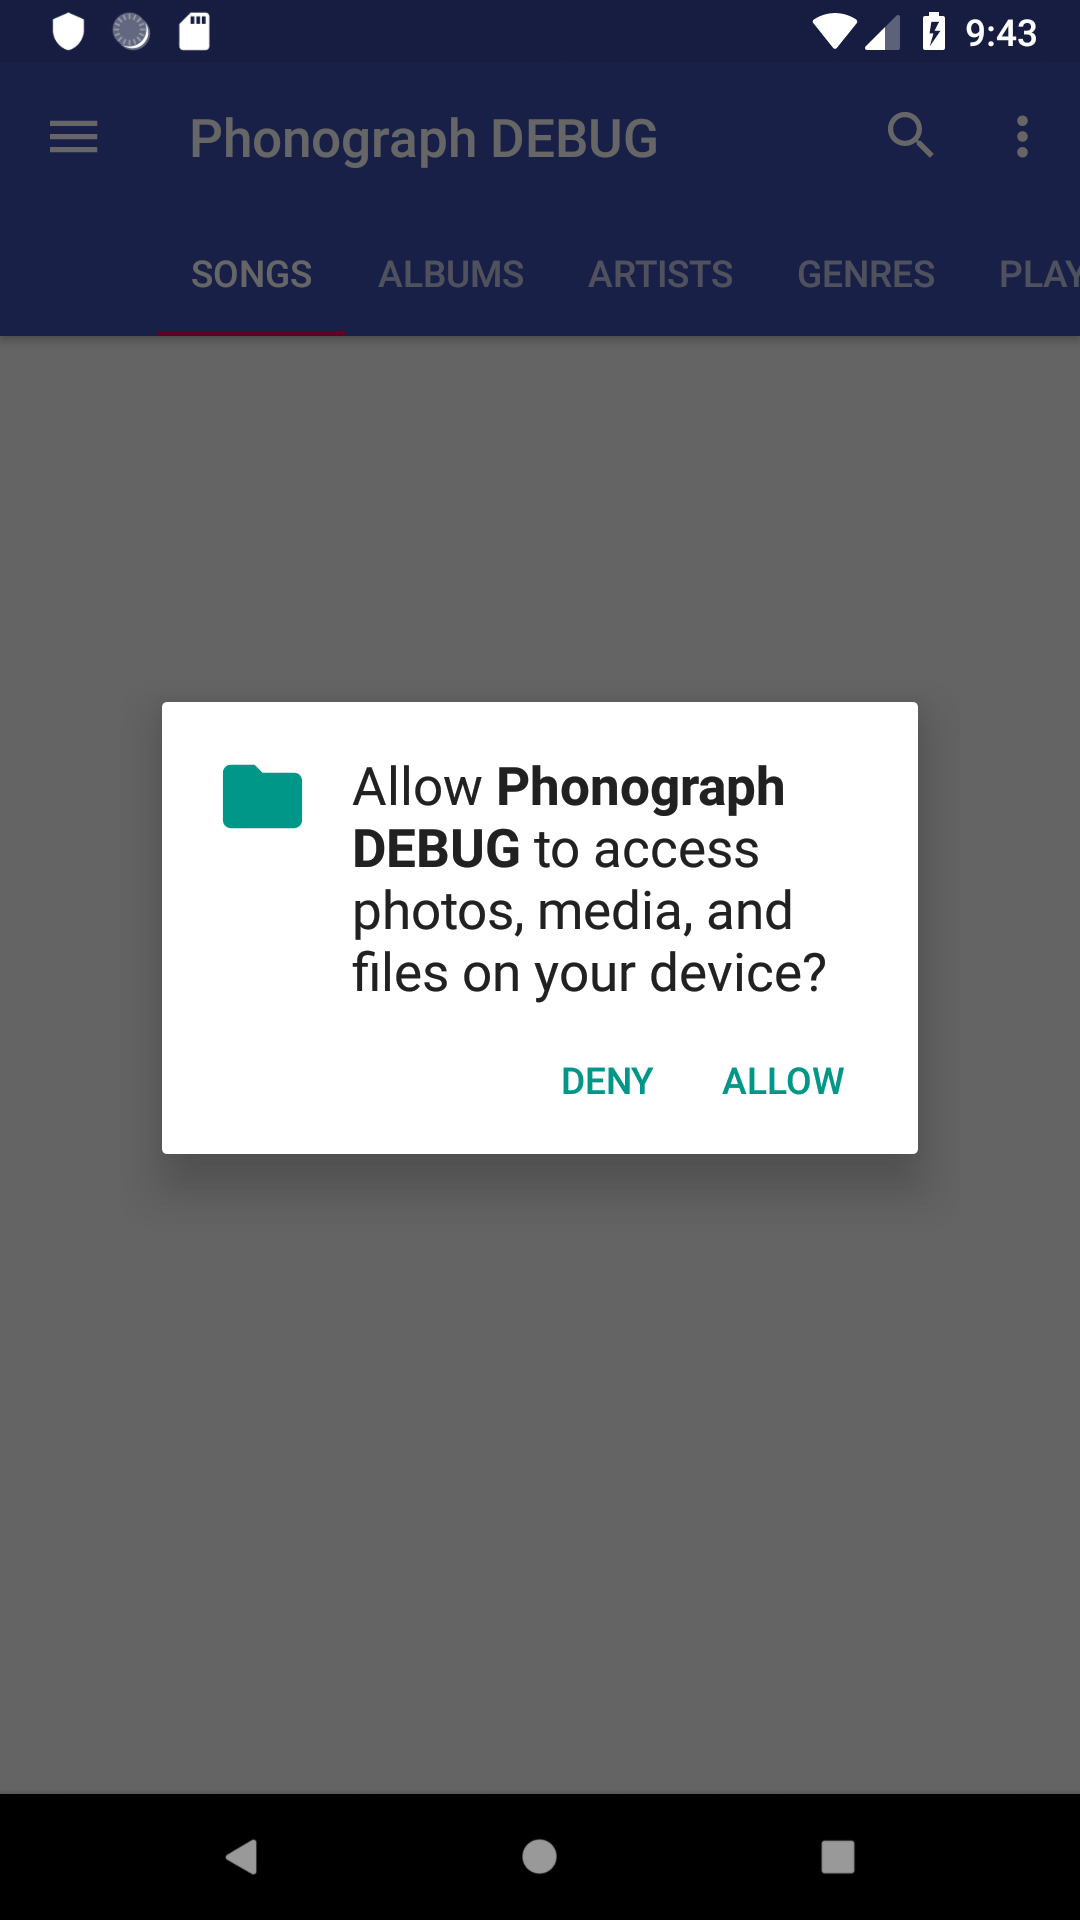 9:43
Phonograph DEBUG
SONGS ALBUMS ARTISTS GENRES PLAY
Allow Phonograph
DEBUG to access
photos, media, and
files on your device?
DENY ALLOW